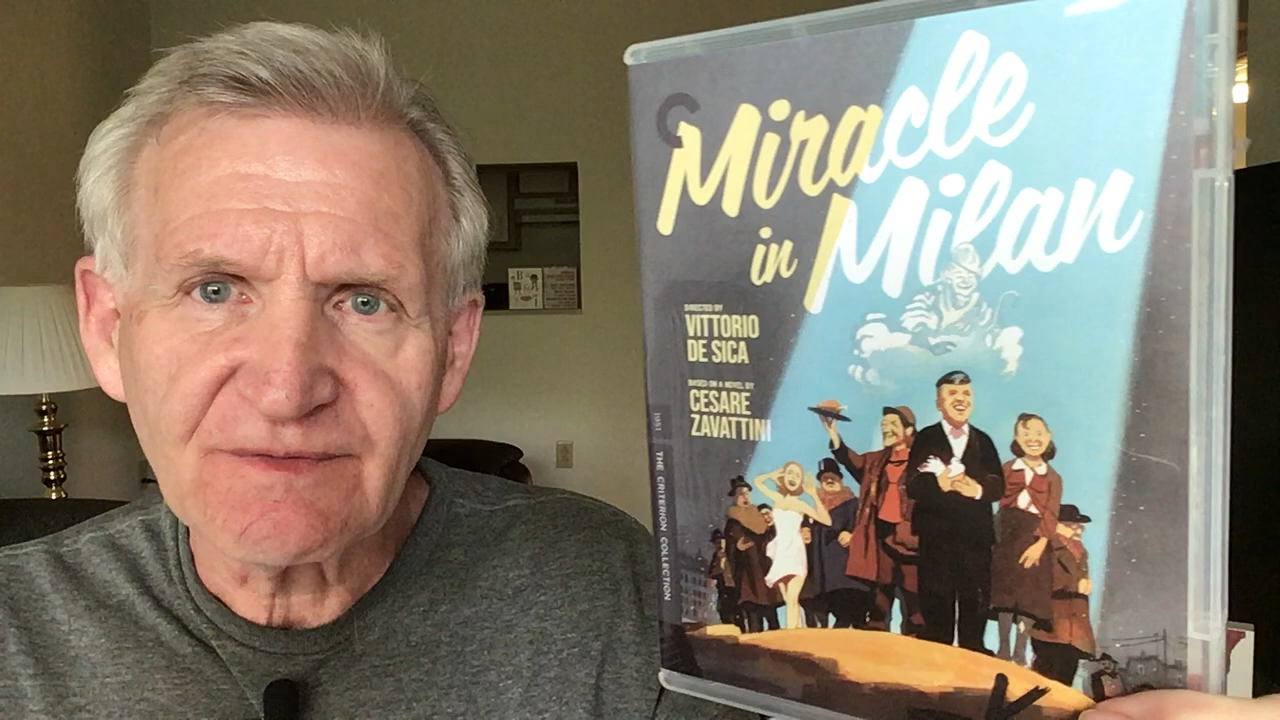 Miracle
in Milan
DIRECTED BY
VITTORIO
DE SICA
BASED ON A NOVEL BY
CESARE
ZAVATTINI
1951
THE CRITERION COLLECTION